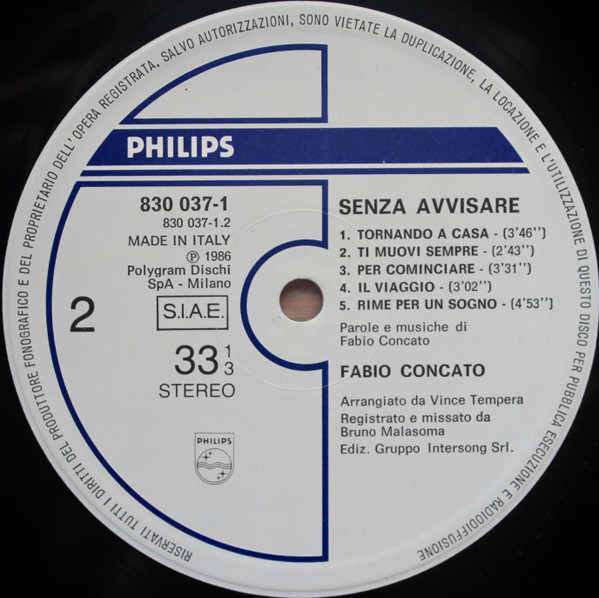 RISERVATI TUTTI I DIRITTI DEL PRODUTTORE FONOGRAFICO E DEL PROPRIETARIO DELL'OPERA REGISTRATA. SALVO AUTORIZZAZIONI, SONO VIETATE LA DUPLICAZIONE, LA LOCAZIONE E L'UTILIZZAZIONE DI QUESTO DISCO PER PUBBLICA ESECUZIONE E RADIODIFFUSIONE
PHILIPS
830 037-1
830 037-1.2
MADE IN ITALY
℗ 1986
Polygram Dischi
SpA - Milano
2
S.I.A.E.
33 1/3
STEREO
PHILIPS
SENZA AVVISARE
1. TORNANDO A CASA - (3'46'')
2. TI MUOVI SEMPRE - (2'43'')
3. PER COMINCIARE - (3'31'')
4. IL VIAGGIO - (3'02'')
5. RIME PER UN SOGNO - (4'53'')
Parole e musiche di
Fabio Concato
FABIO CONCATO
Arrangiato da Vince Tempera
Registrato e missato da
Bruno Malasoma
Ediz. Gruppo Intersong Srl.